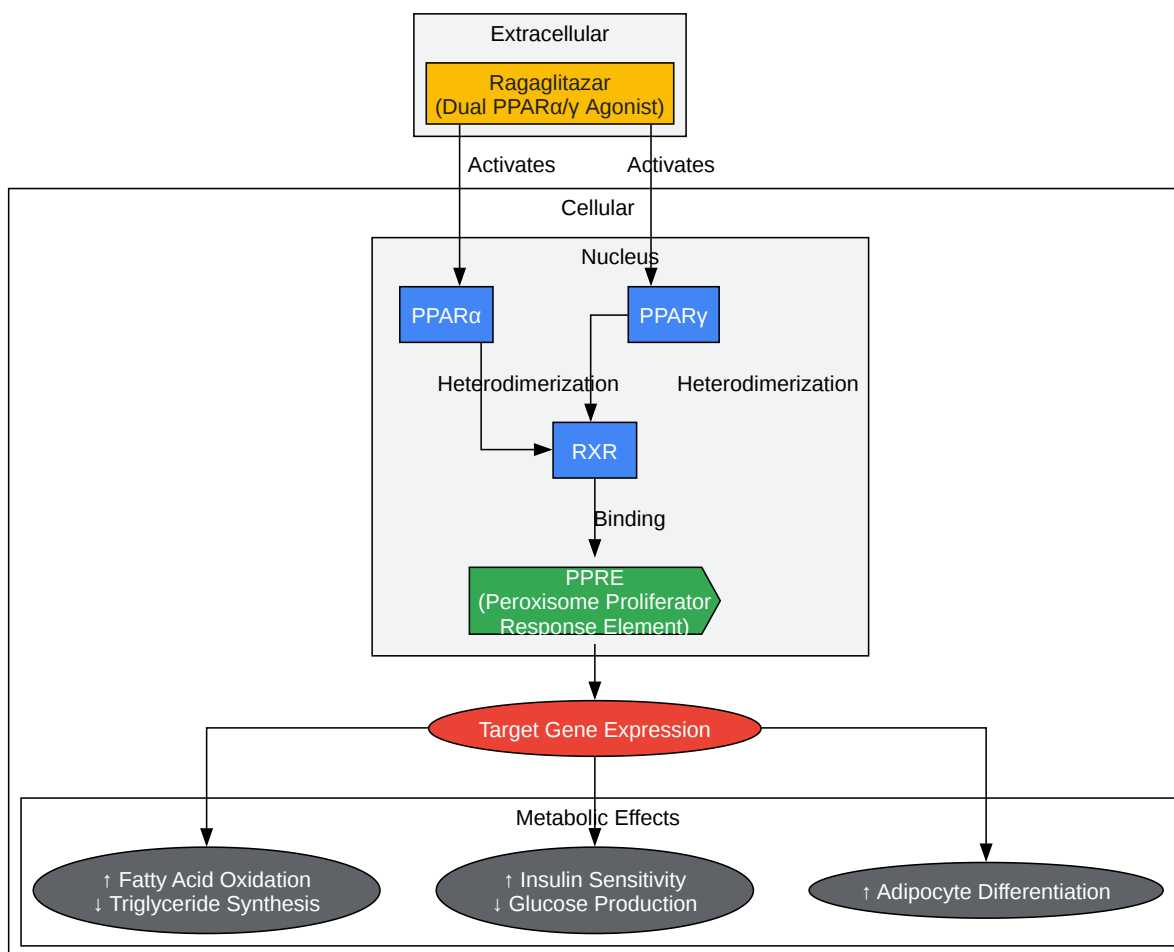 Extracellular
Ragaglitazar
(Dual PPARα/γ Agonist)
Activates
Activates
Cellular
Nucleus
PPARα
PPARγ
Heterodimerization
Heterodimerization
RXR
Binding
PPRE
(Peroxisome Proliferator
Response Element)
Target Gene Expression
Metabolic Effects
↑ Fatty Acid Oxidation
↓ Triglyceride Synthesis
↑ Insulin Sensitivity
↓ Glucose Production
↑ Adipocyte Differentiation